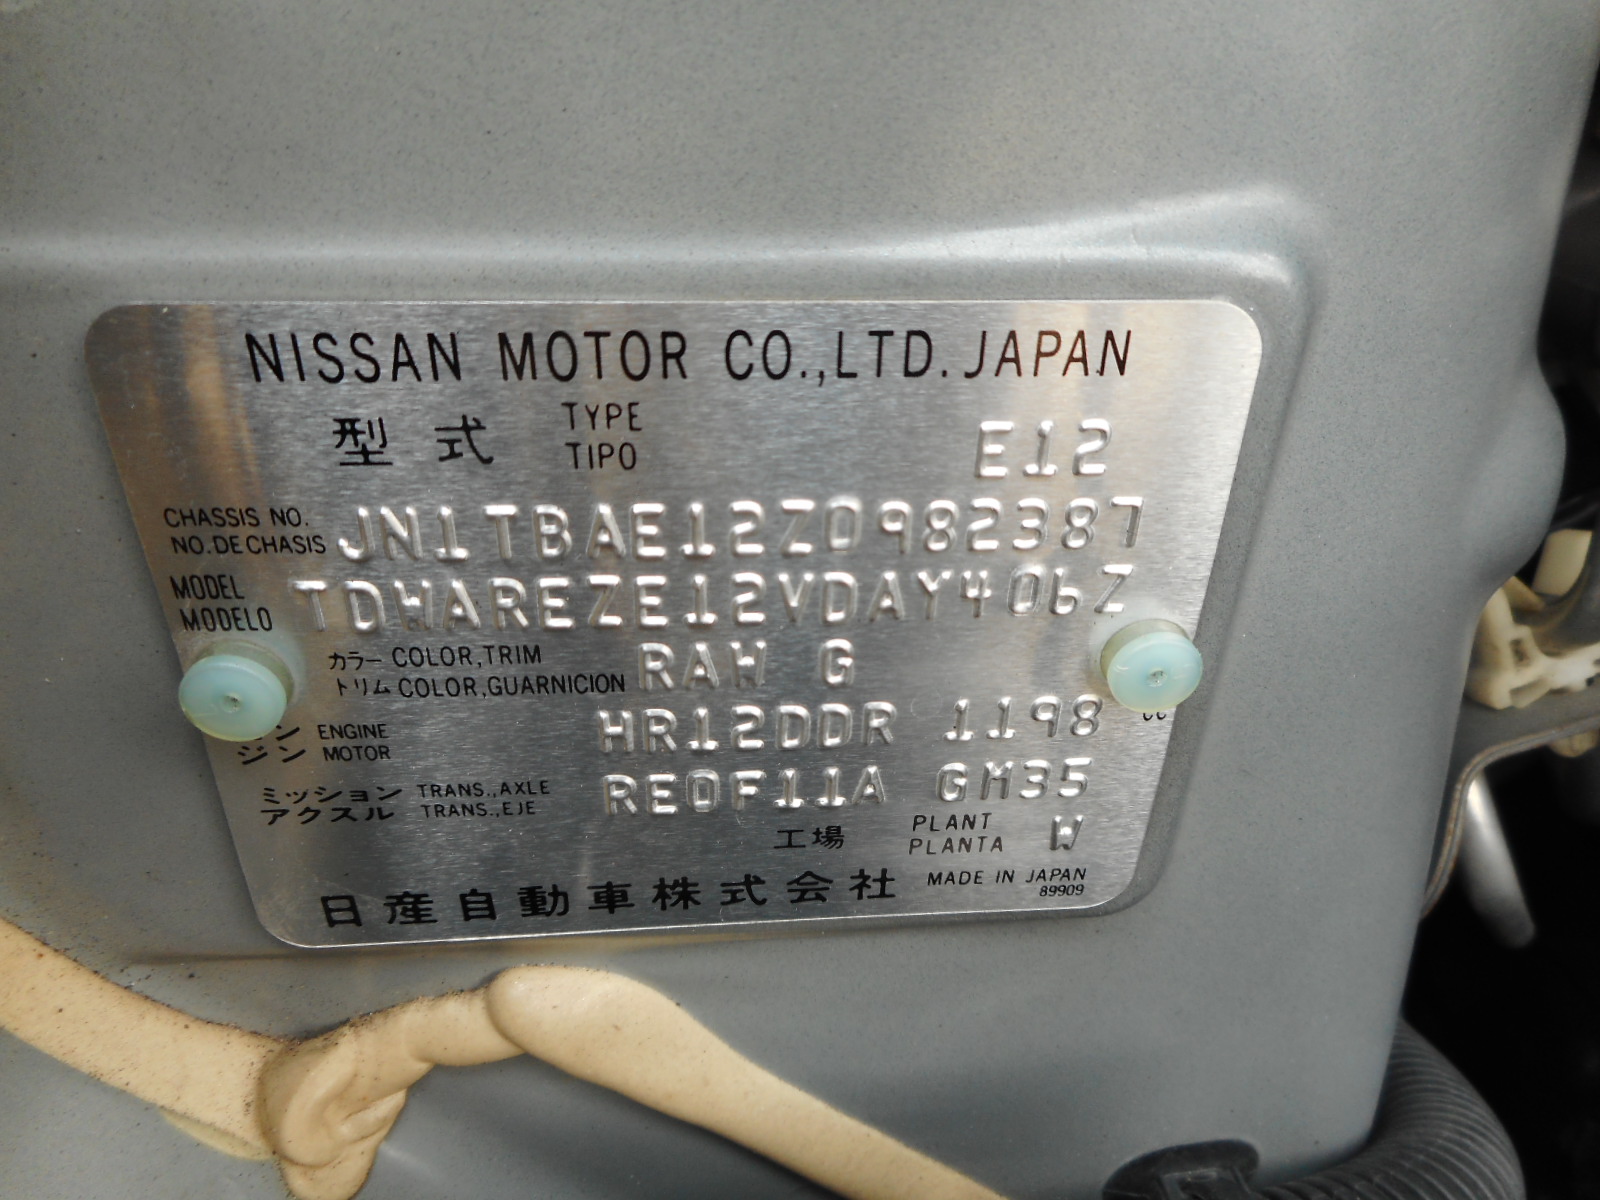 NISSAN MOTOR CO.,LTD. JAPAN
型式 TYPE E12
TIPO
CHASSIS NO. JN1TBAE12Z0982387
NO.DE CHASIS
MODEL TDWAREZE12VDAY406Z
MODELO
カラー COLOR,TRIM RAW G
トリム COLOR,GUARNICION
ン ENGINE HR12DDR 1198
ジン MOTOR
ミッション TRANS.,AXLE RE0F11A GM35
アクスル TRANS.,EJE
工場 PLANT W
PLANTA
日産自動車株式会社 MADE IN JAPAN
89909